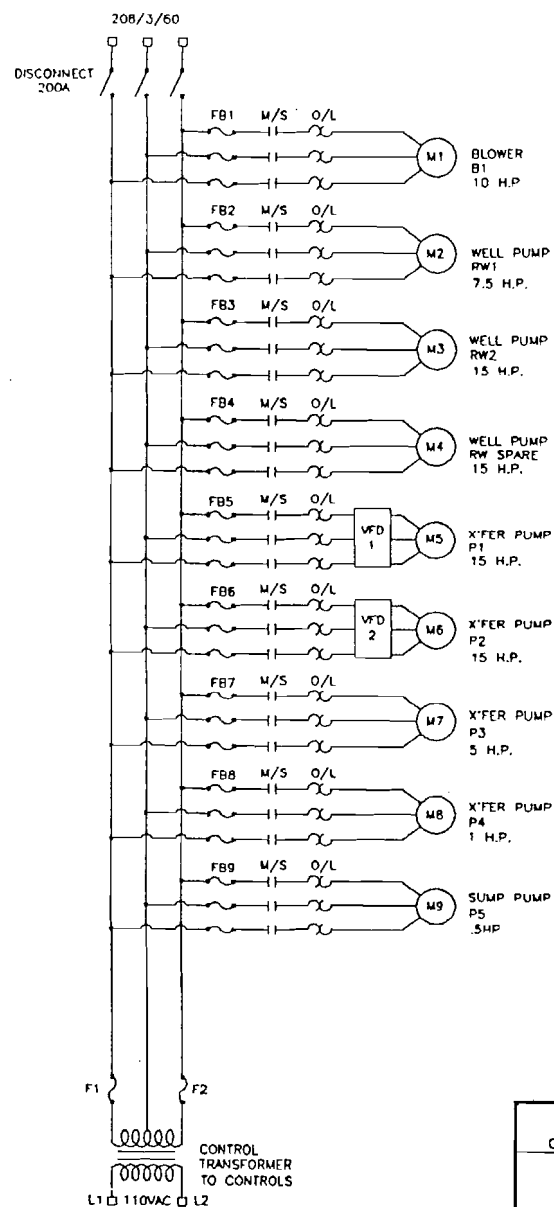 208/3/60
DISCONNECT
200A
FB1 M/S O/L
M1
BLOWER
B1
10 H.P
FB2 M/S O/L
M2
WELL PUMP
RW1
7.5 H.P.
FB3 M/S O/L
M3
WELL PUMP
RW2
15 H.P.
FB4 M/S O/L
M4
WELL PUMP
RW SPARE
15 H.P.
FB5 M/S O/L
VFD
1
M5
X'FER PUMP
P1
15 H.P.
FB6 M/S O/L
VFD
2
M6
X'FER PUMP
P2
15 H.P.
FB7 M/S O/L
M7
X'FER PUMP
P3
5 H.P.
FB8 M/S O/L
M8
X'FER PUMP
P4
1 H.P.
FB9 M/S O/L
M9
SUMP PUMP
P5
.5HP
F1 F2
CONTROL
TRANSFORMER
TO CONTROLS
L1 110VAC L2